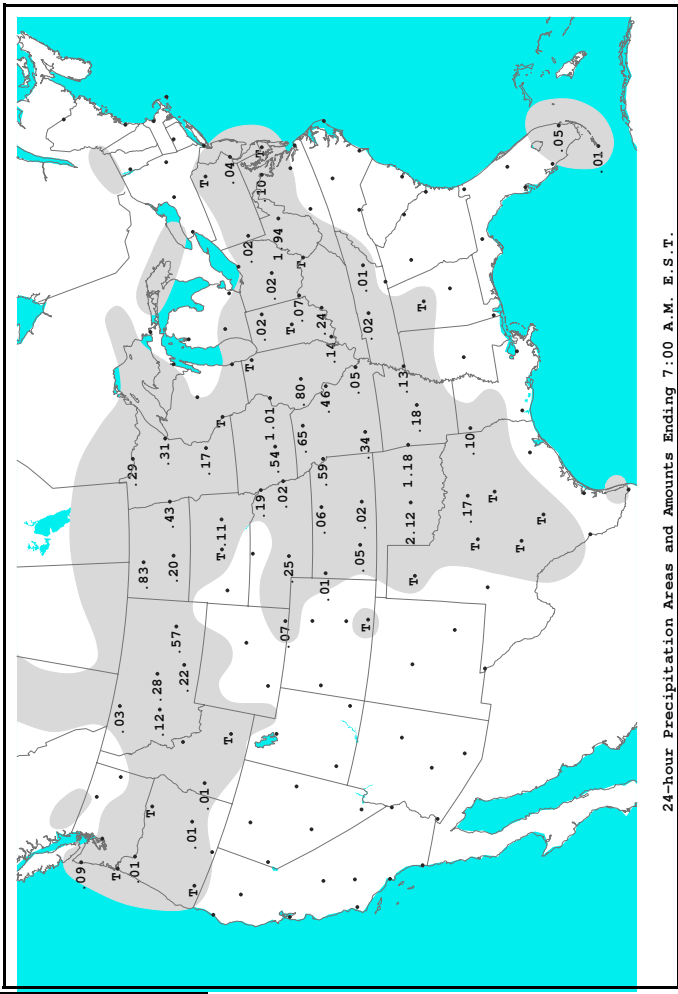 .09
T
.01
.03
.29
.83
T
.12
.28
.31
.43
.20
.57
.22
T
.01
.01
.17
T
T
T
.11
T
.04
.02
T
.19
.02
.10
T
.54
1.01
.02
1.94
.07
.25
.02
T
.07
T
.65
.80
.01
.06
.59
.46
.14
.24
.05
.02
.34
.05
.02
.01
T
T
2.12
1.18
.18
.13
T
.17
.10
T
T
T
T
.05
.01
24-hour Precipitation Areas and Amounts Ending 7:00 A.M. E.S.T.